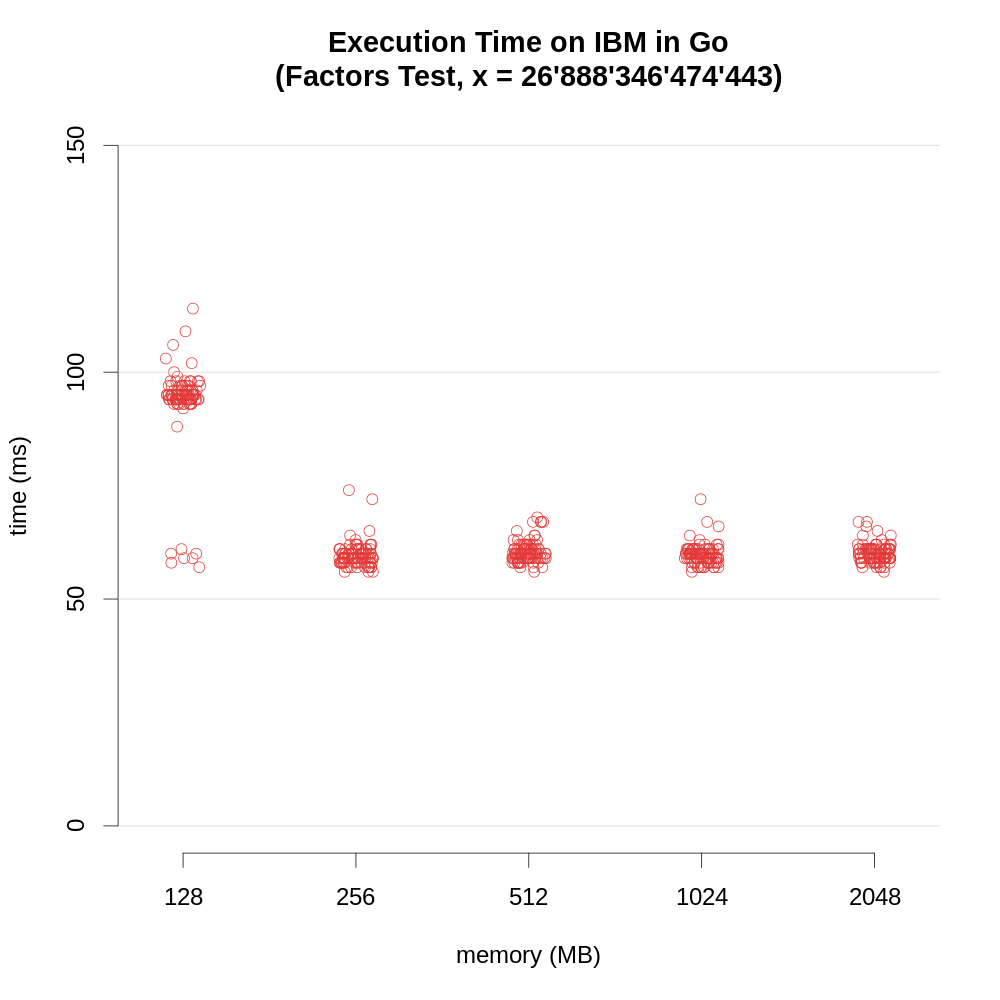 Execution Time on IBM in Go
(Factors Test, x = 26'888'346'474'443)
150
100
50
0
time (ms)
128 256 512 1024 2048
memory (MB)